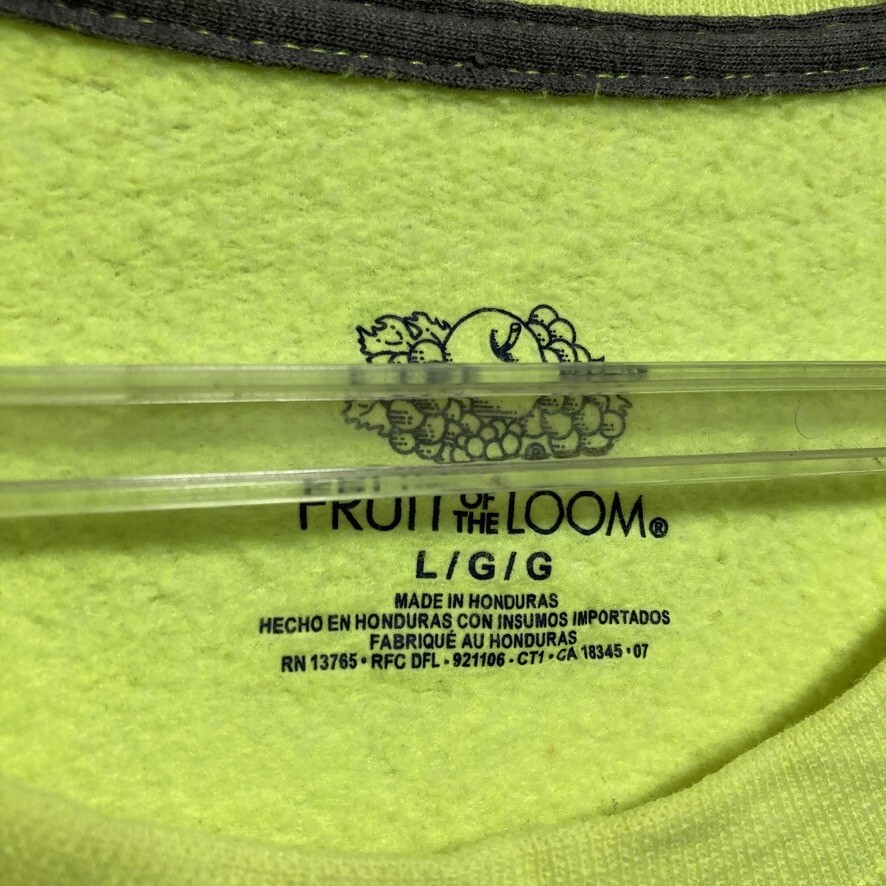 FRUIT OF THE LOOM®
L/G/G
MADE IN HONDURAS
HECHO EN HONDURAS CON INSUMOS IMPORTADOS
FABRIQUÉ AU HONDURAS
RN 13765 • RFC DFL - 921106 - CT1 • CA 18345 • 07